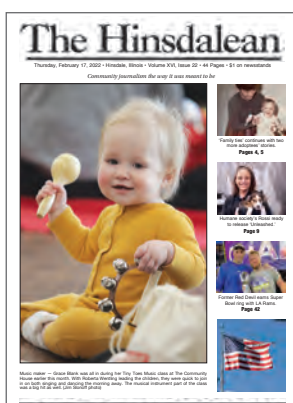 The Hinsdalean
Thursday, February 17, 2022 • Hinsdale, Illinois • Volume XVI, Issue 22 • 44 Pages • $1 on newsstands
Community journalism the way it was meant to be
'Family ties' continues with two
more adoptees' stories.
Pages 4, 5
Humane society's Rossi ready
to release 'Unleashed.'
Page 9
Former Red Devil earns Super
Bowl ring with LA Rams.
Page 42
Music maker — Grace Blank was all in during her Tiny Toes Music class at The Community
House earlier this month. With Roberta Wentling leading the children, they were quick to join
in on both singing and dancing the morning away. The musical instrument part of the class
was a big hit as well. (Jim Slonoff photo)